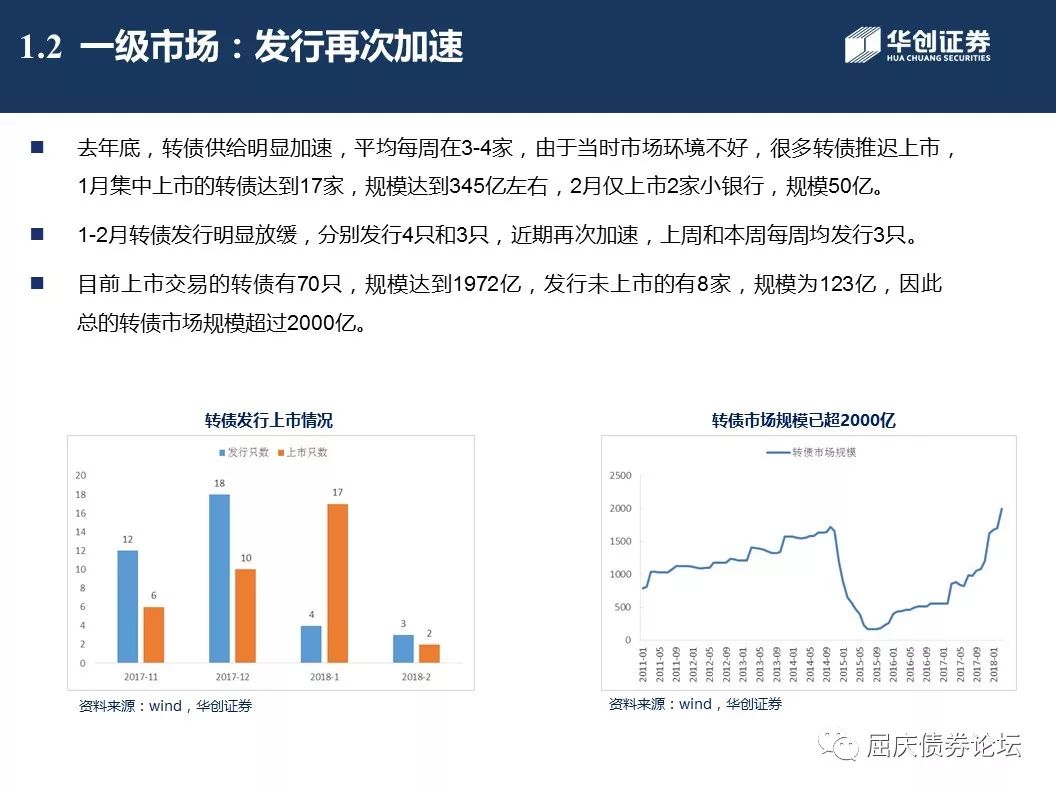 1.2 一级市场：发行再次加速
华创证券
HUA CHUANG SECURITIES
去年底，转债供给明显加速，平均每周在3-4家，由于当时市场环境不好，很多转债推迟上市，
1月集中上市的转债达到17家，规模达到345亿左右，2月仅上市2家小银行，规模50亿。
1-2月转债发行明显放缓，分别发行4只和3只，近期再次加速，上周和本周每周均发行3只。
目前上市交易的转债有70只，规模达到1972亿，发行未上市的有8家，规模为123亿，因此
总的转债市场规模超过2000亿。
转债发行上市情况
发行只数 上市只数
20
18
16
14
12
10
8
6
4
2
0
12
6
18
10
4
17
3
2
2017-11 2017-12 2018-1 2018-2
资料来源：wind，华创证券
转债市场规模已超2000亿
转债市场规模
2500
2000
1500
1000
500
0
2011-01
2011-05
2011-09
2012-01
2012-05
2012-09
2013-01
2013-05
2013-09
2014-01
2014-05
2014-09
2015-01
2015-05
2015-09
2016-01
2016-05
2016-09
2017-01
2017-05
2017-09
2018-01
资料来源：wind，华创证券
屈庆债券论坛